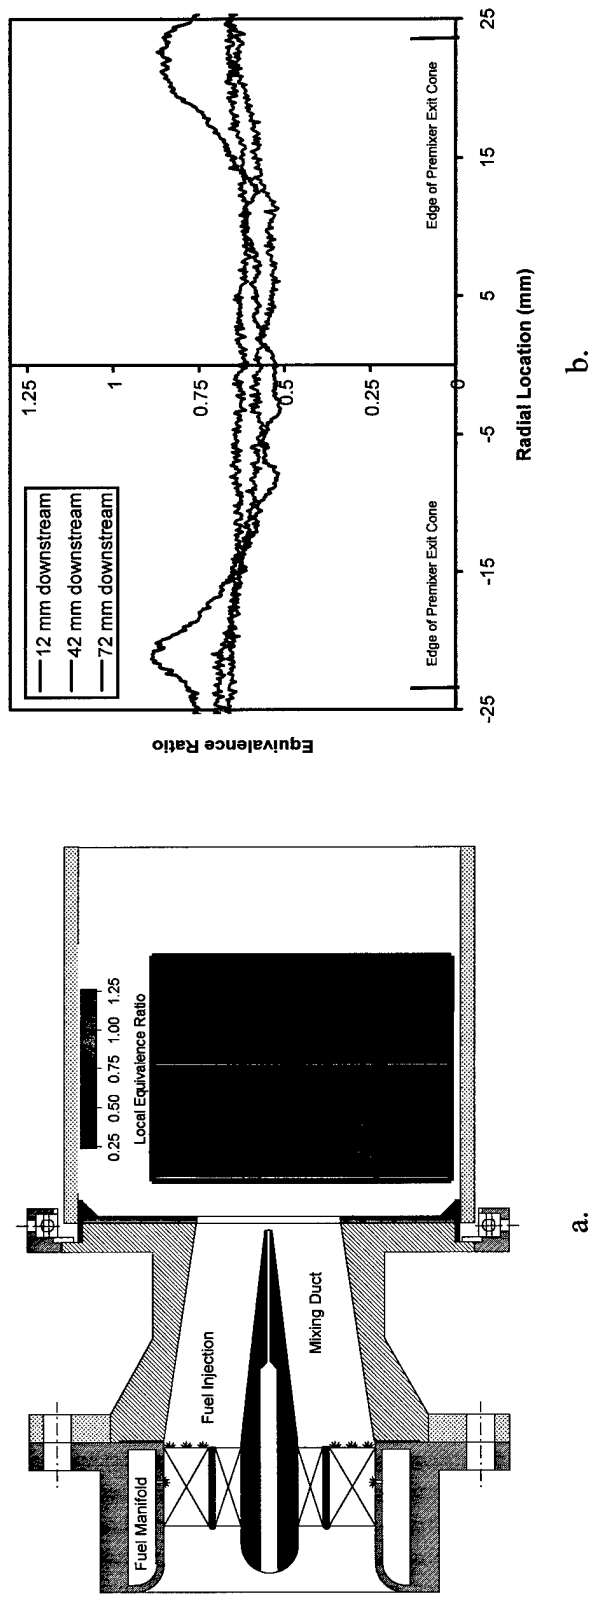 Fuel Manifold
Fuel Injection
Mixing Duct
0.25 0.50 0.75 1.00 1.25
Local Equivalence Ratio
a.
Equivalence Ratio
12 mm downstream
42 mm downstream
72 mm downstream
1.25
1
0.75
0.5
0.25
0
Edge of Premixer Exit Cone
Edge of Premixer Exit Cone
-25 -15 -5 5 15 25
Radial Location (mm)
b.